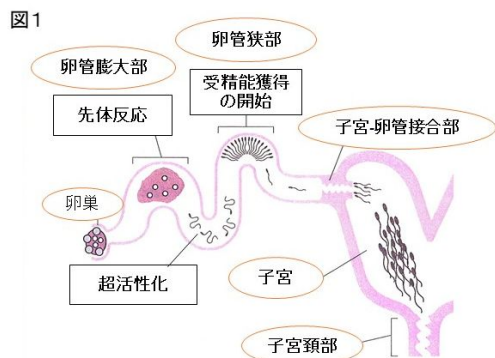 図1
卵管狭部
卵管膨大部
受精能獲得
の開始
先体反応
子宮-卵管接合部
卵巣
子宮
超活性化
子宮頚部